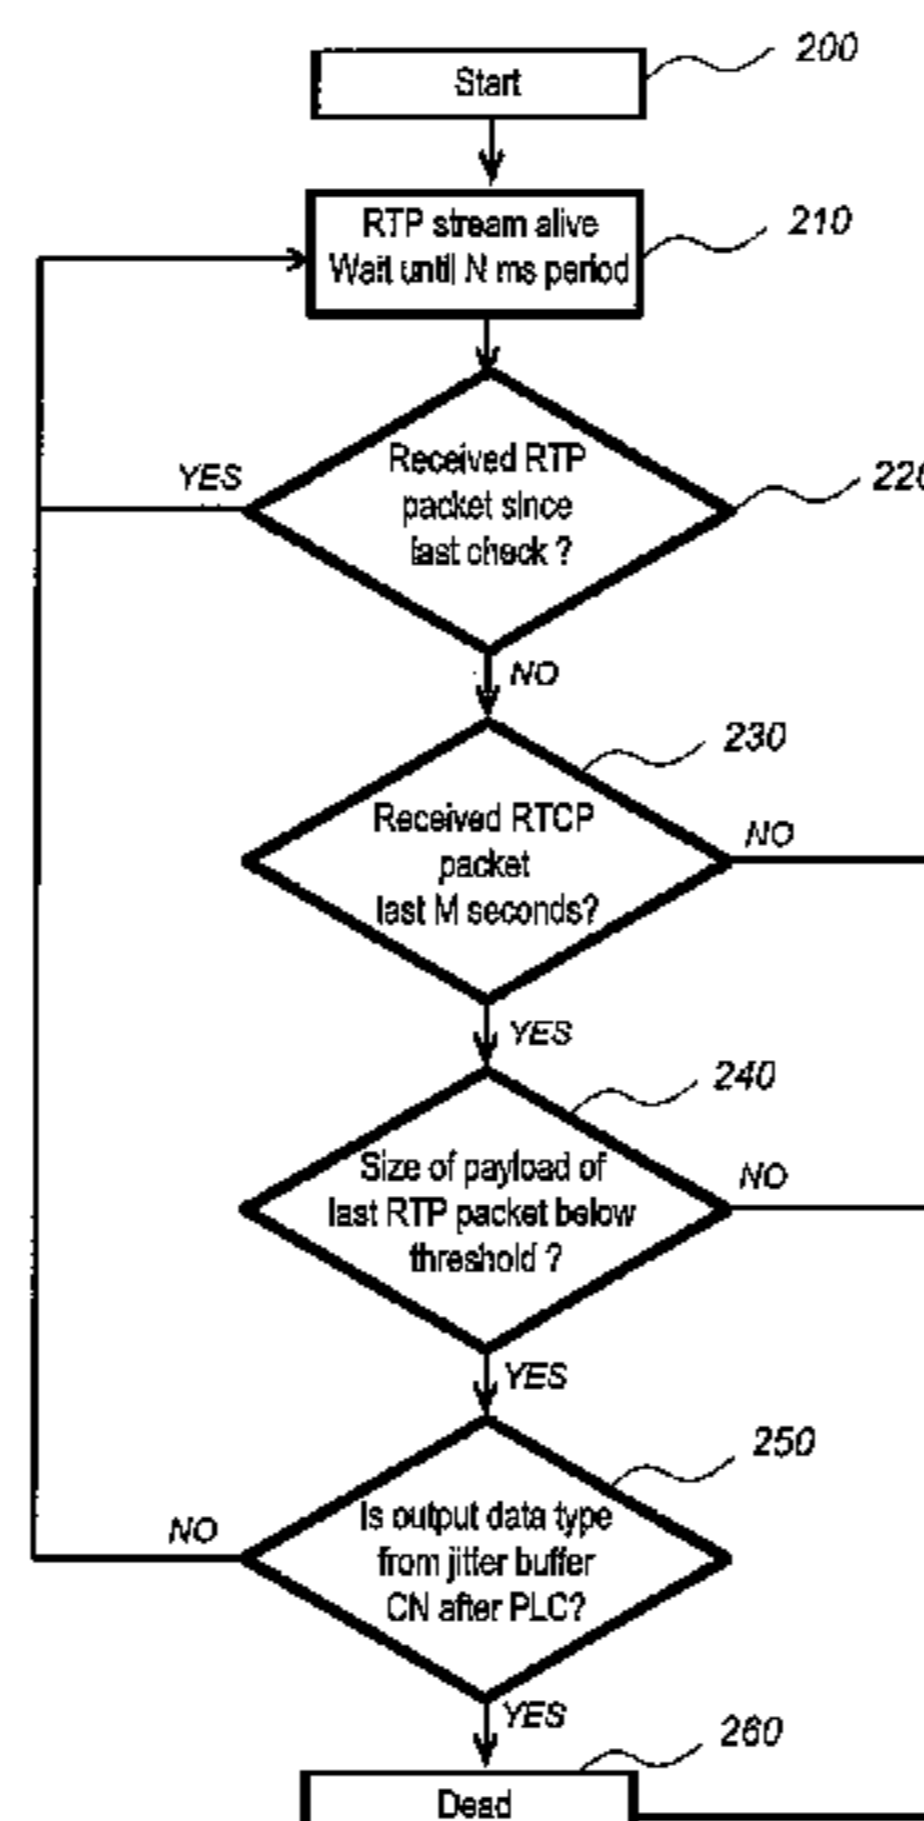 Start
200
RTP stream alive
Wait until N ms period
210
YES
Received RTP
packet since
last check ?
220
NO
230
Received RTCP
packet
last M seconds?
NO
YES
240
Size of payload of
last RTP packet below
threshold ?
NO
YES
250
Is output data type
from jitter buffer
CN after PLC?
NO
YES
260
Dead